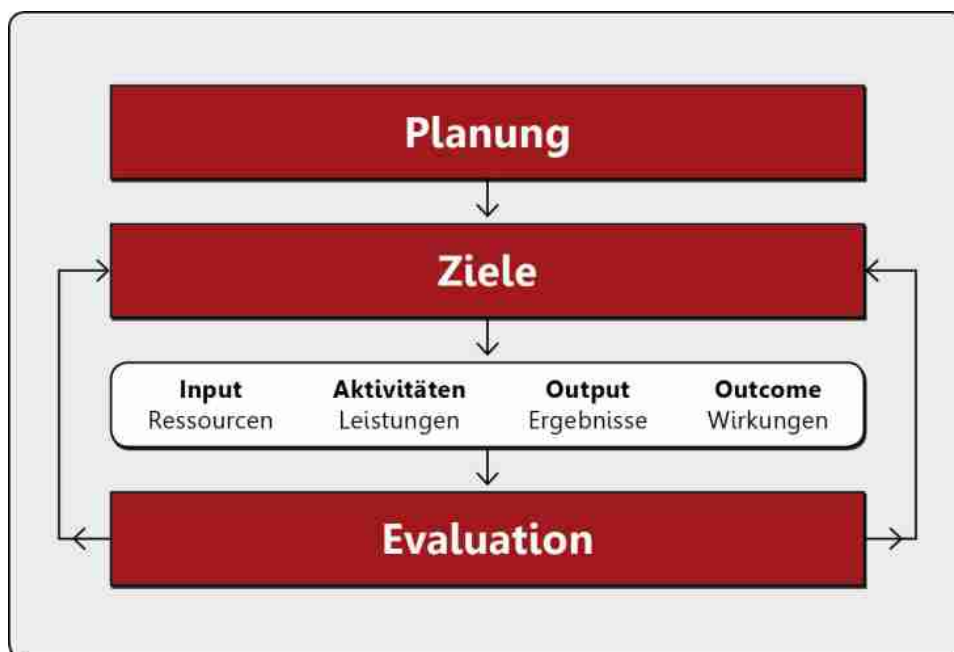 Planung
Ziele
Input Aktivitäten Output Outcome
Ressourcen Leistungen Ergebnisse Wirkungen
Evaluation